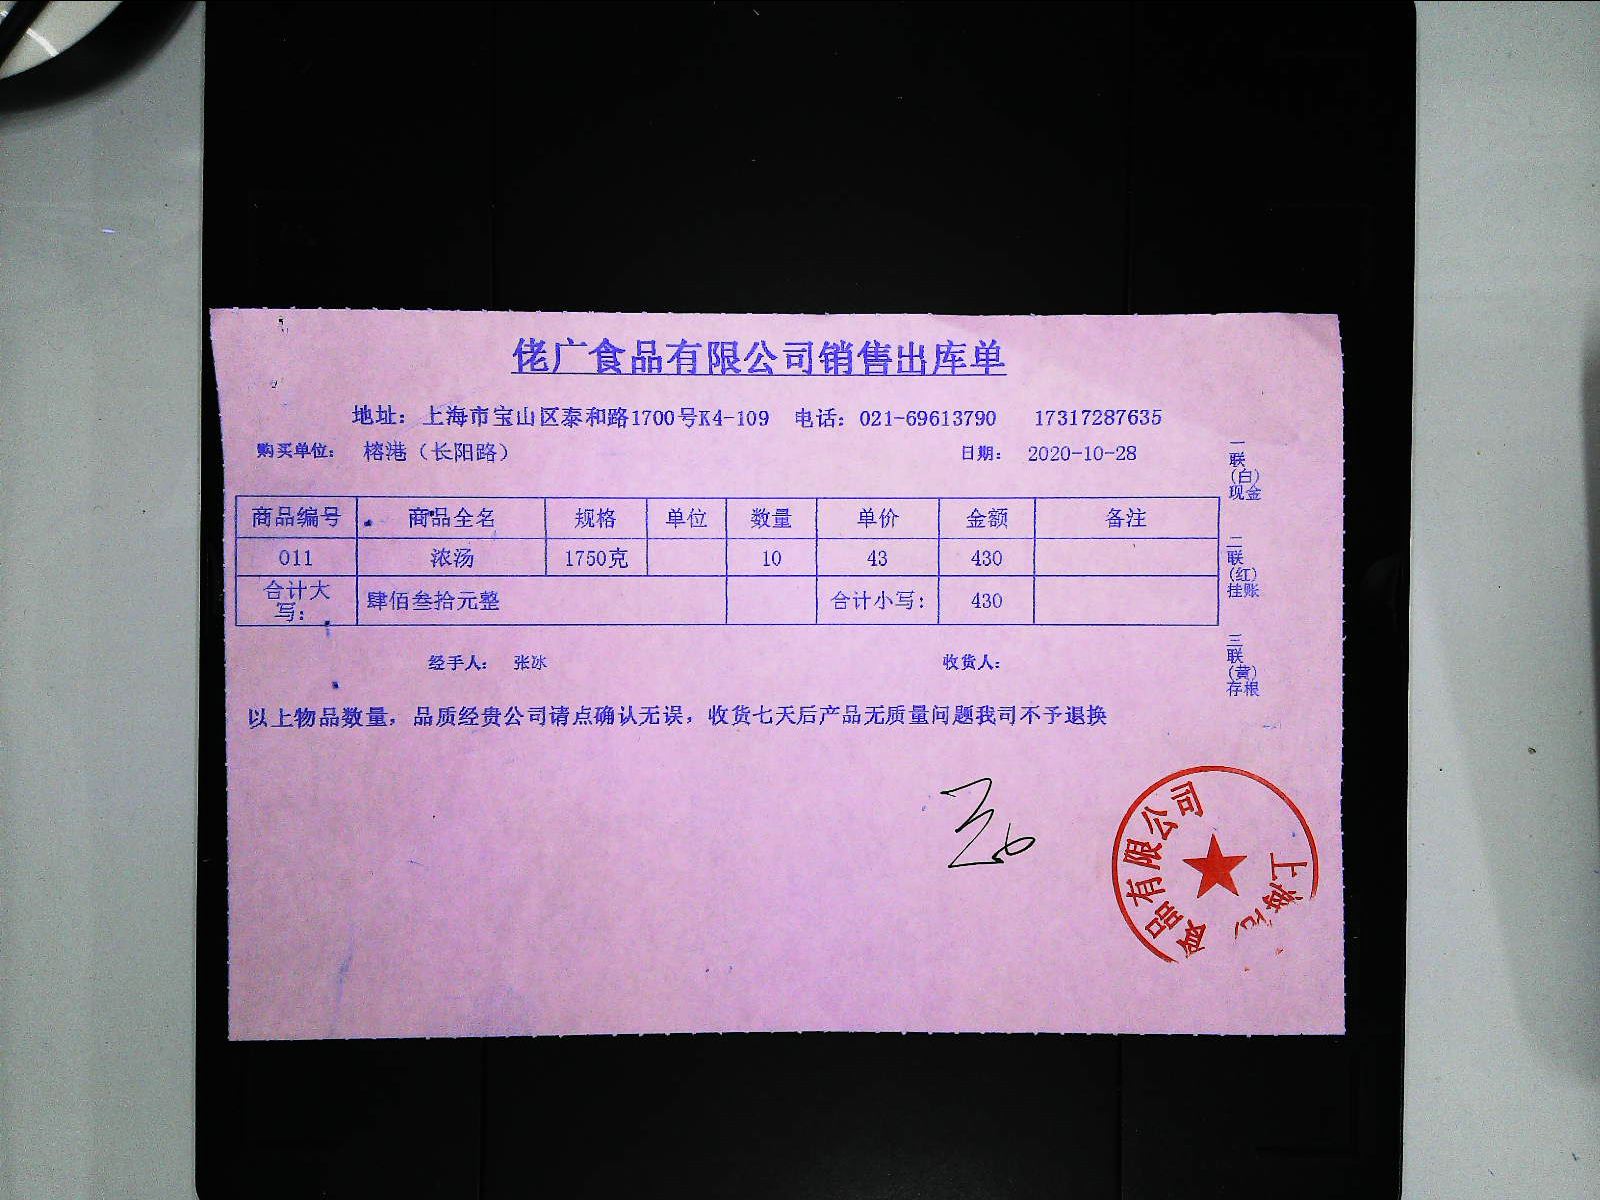 佬广食品有限公司销售出库单
地址：上海市宝山区泰和路1700号K4-109 电话：021-69613790 17317287635
购买单位： 榕港（长阳路） 日期： 2020-10-28
商品编号 商品全名 规格 单位 数量 单价 金额 备注
011 浓汤 1750克 10 43 430
合计大写： 肆佰叁拾元整 合计小写： 430
经手人： 张冰 收货人：
以上物品数量，品质经贵公司请点确认无误，收货七天后产品无质量问题我司不予退换
一联（白）现金
二联（红）挂账
三联（黄）存根
上海
食品有限公司